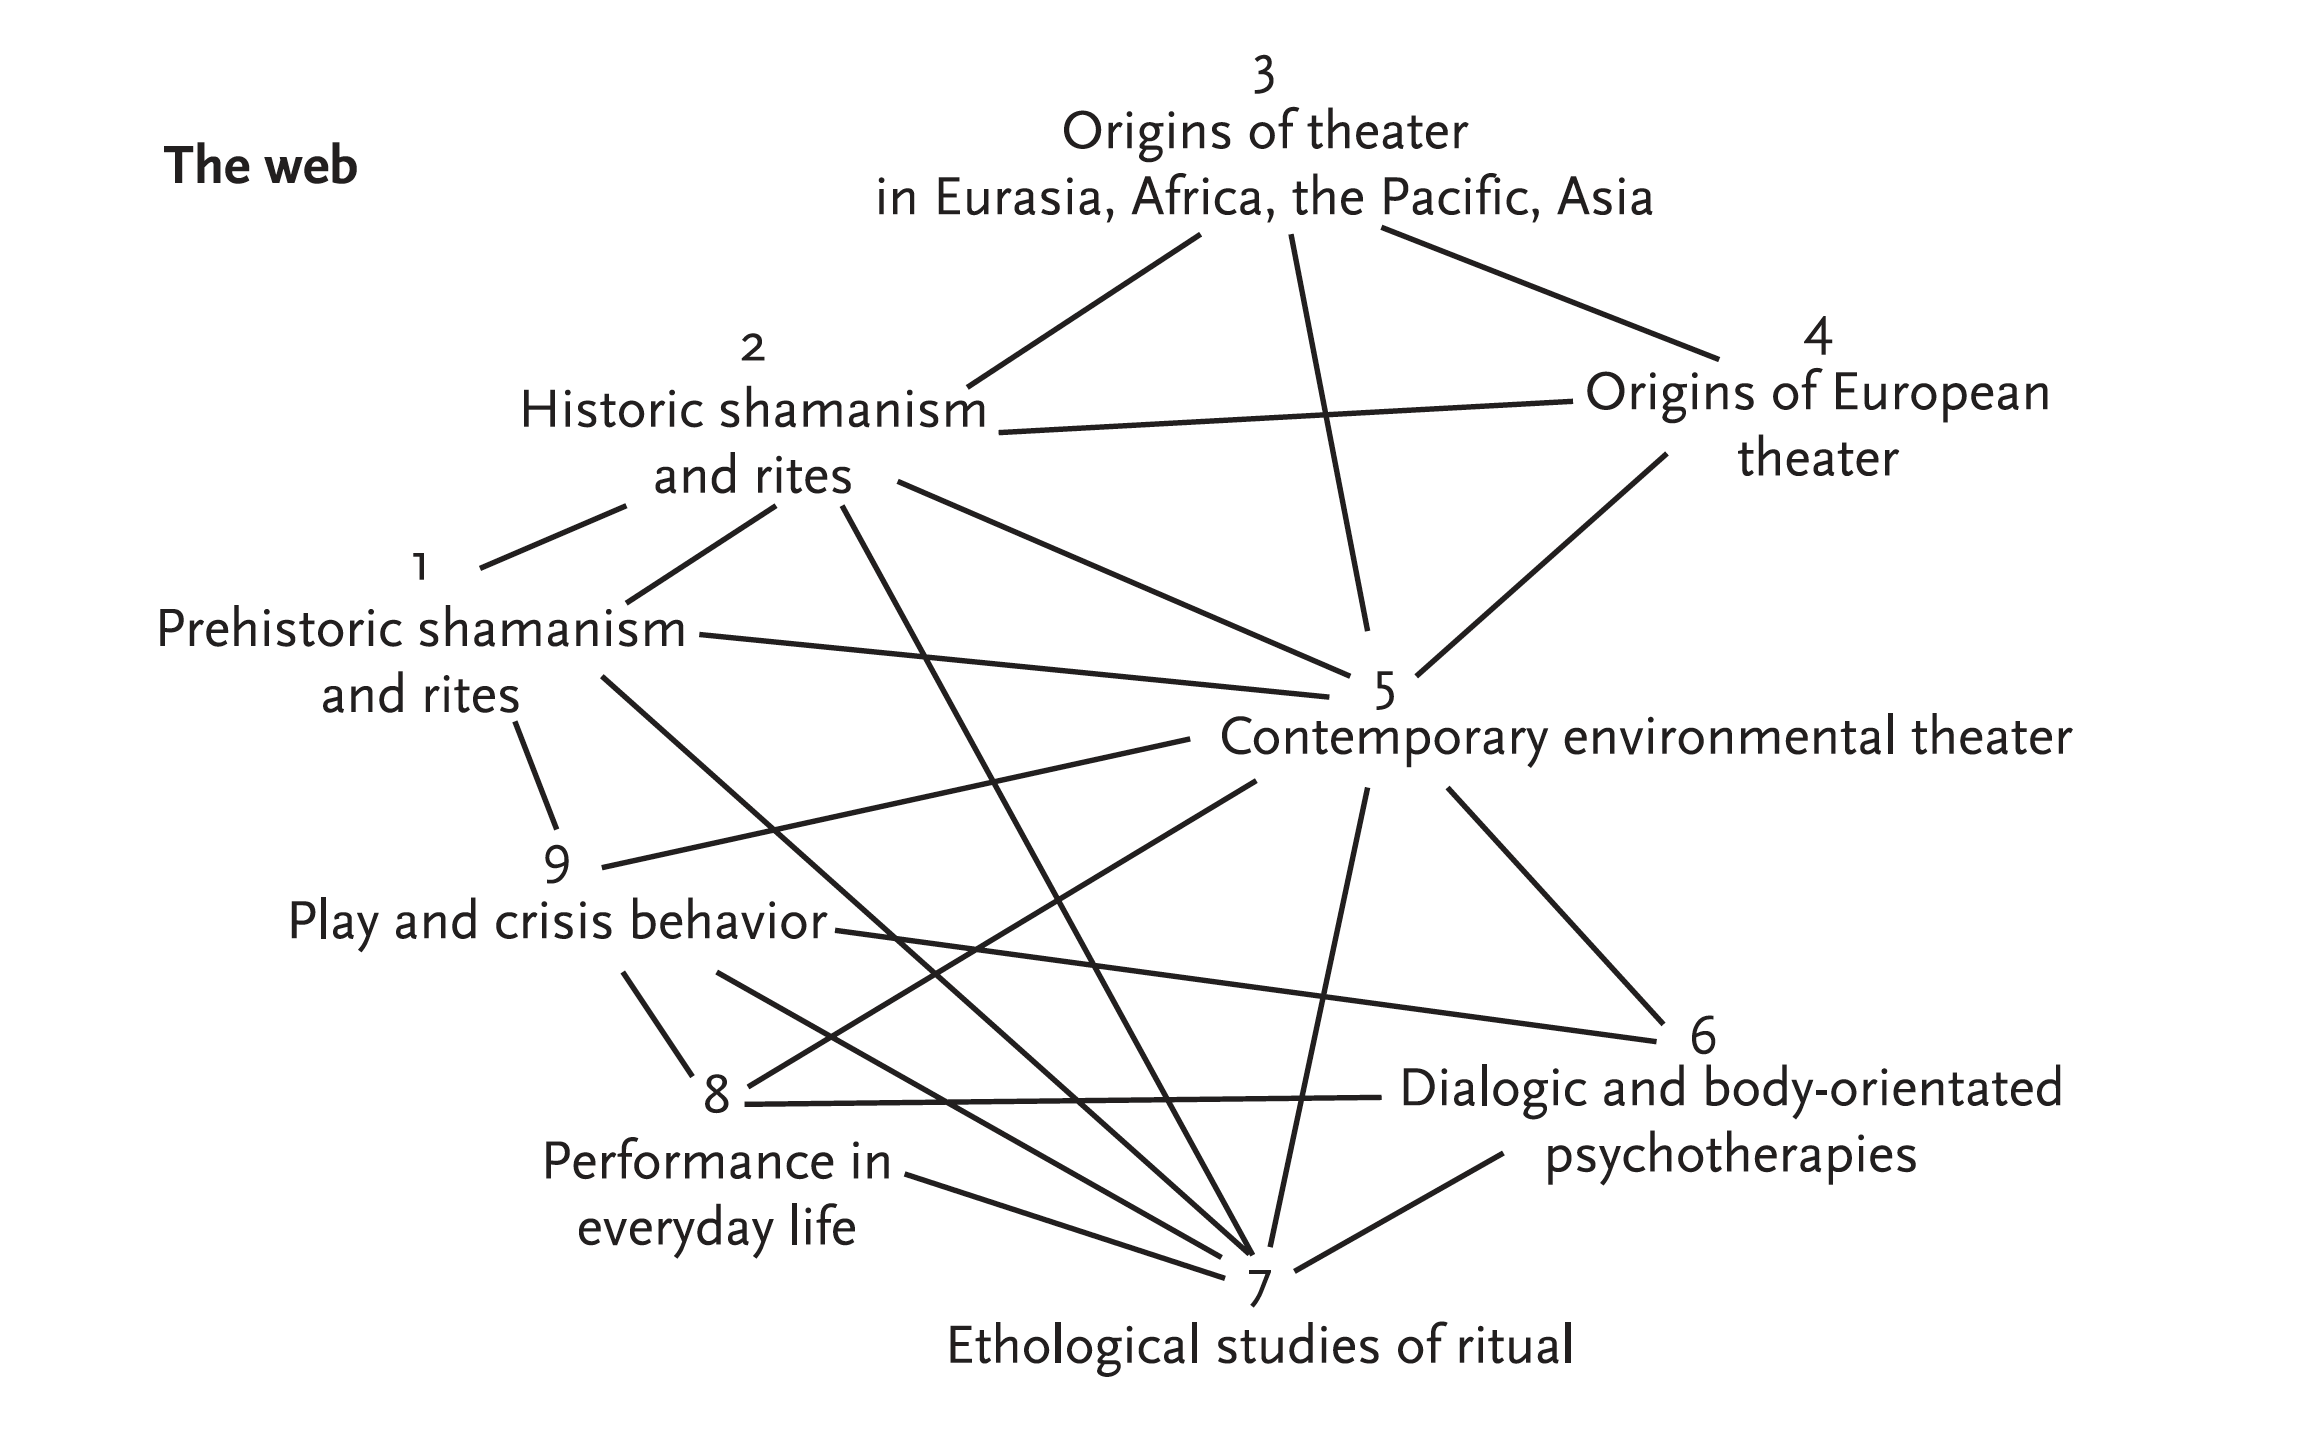 The web
3
Origins of theater
in Eurasia, Africa, the Pacific, Asia
4
Origins of European
theater
2
Historic shamanism
and rites
1
Prehistoric shamanism
and rites
5
Contemporary environmental theater
9
Play and crisis behavior
6
Dialogic and body-orientated
psychotherapies
8
Performance in
everyday life
7
Ethological studies of ritual